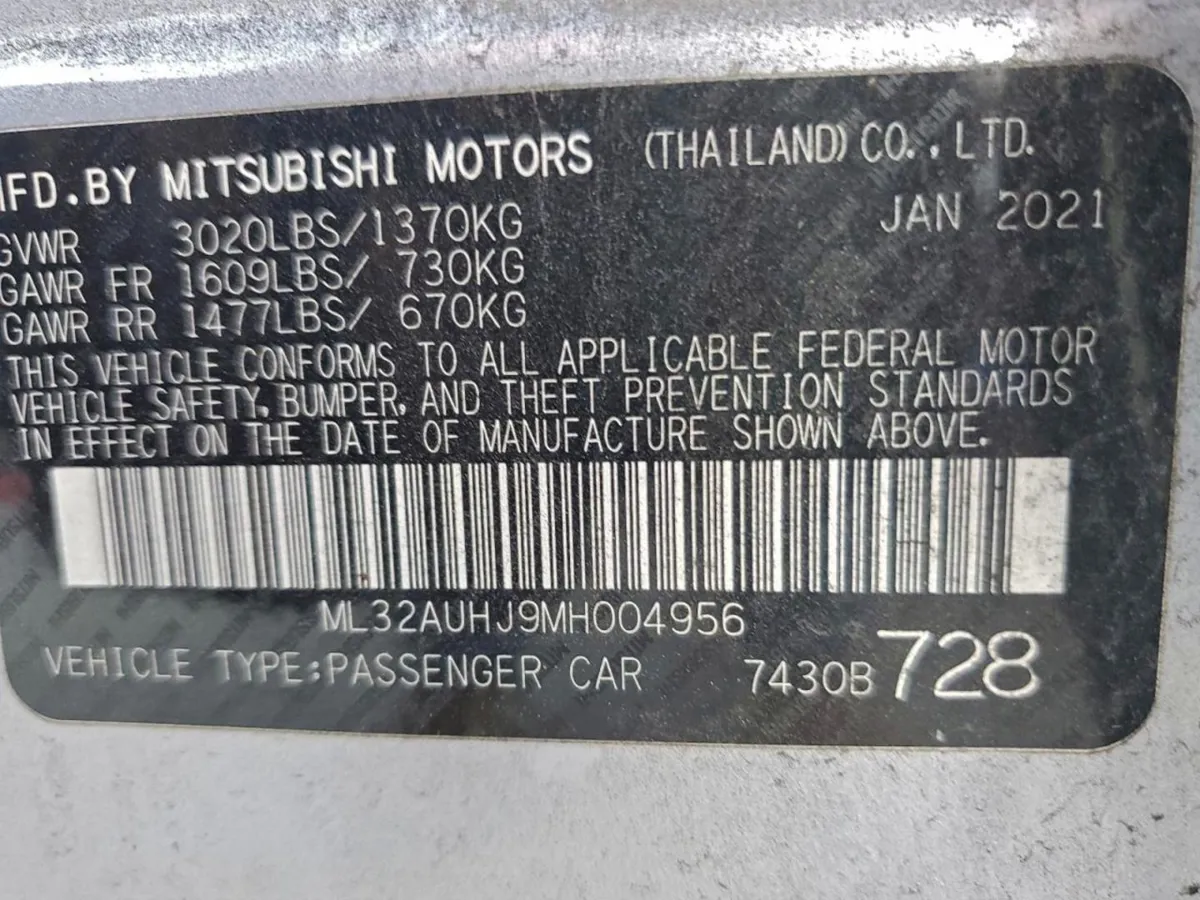 MFD.BY MITSUBISHI MOTORS (THAILAND) CO.,LTD.
JAN 2021
GVWR 3020LBS/1370KG
GAWR FR 1609LBS/ 730KG
GAWR RR 1477LBS/ 670KG
THIS VEHICLE CONFORMS TO ALL APPLICABLE FEDERAL MOTOR
VEHICLE SAFETY, BUMPER, AND THEFT PREVENTION STANDARDS
IN EFFECT ON THE DATE OF MANUFACTURE SHOWN ABOVE.
ML32AUHJ9MH004956
VEHICLE TYPE:PASSENGER CAR 7430B 728